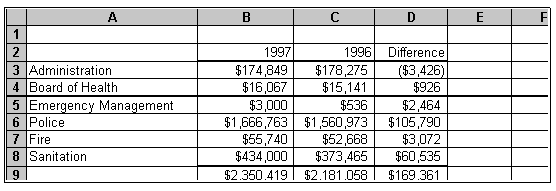 A B C D E F
1
2 1997 1996 Difference
3 Administration $174,849 $178,275 ($3,426)
4 Board of Health $16,067 $15,141 $926
5 Emergency Management $3,000 $536 $2,464
6 Police $1,666,763 $1,560,973 $105,790
7 Fire $55,740 $52,668 $3,072
8 Sanitation $434,000 $373,465 $60,535
9 $2,350,419 $2,181,058 $169,361